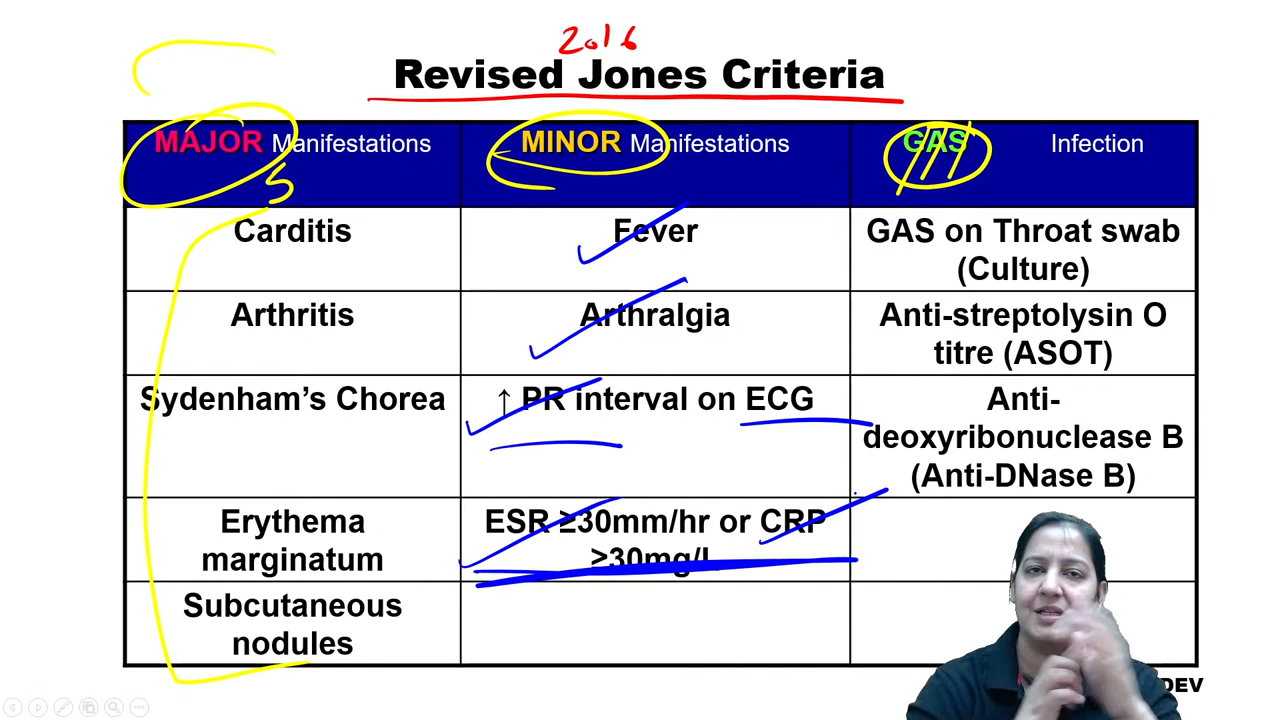 2016
Revised Jones Criteria
MAJOR Manifestations
MINOR Manifestations
GAS Infection
5
Carditis
Fever
GAS on Throat swab
(Culture)
Arthritis
Arthralgia
Anti-streptolysin O
titre (ASOT)
Sydenham’s Chorea
↑ PR interval on ECG
Anti-
deoxyribonuclease B
(Anti-DNase B)
Erythema
marginatum
ESR ≥30mm/hr or CRP
≥30mg/L
Subcutaneous
nodules
DEV